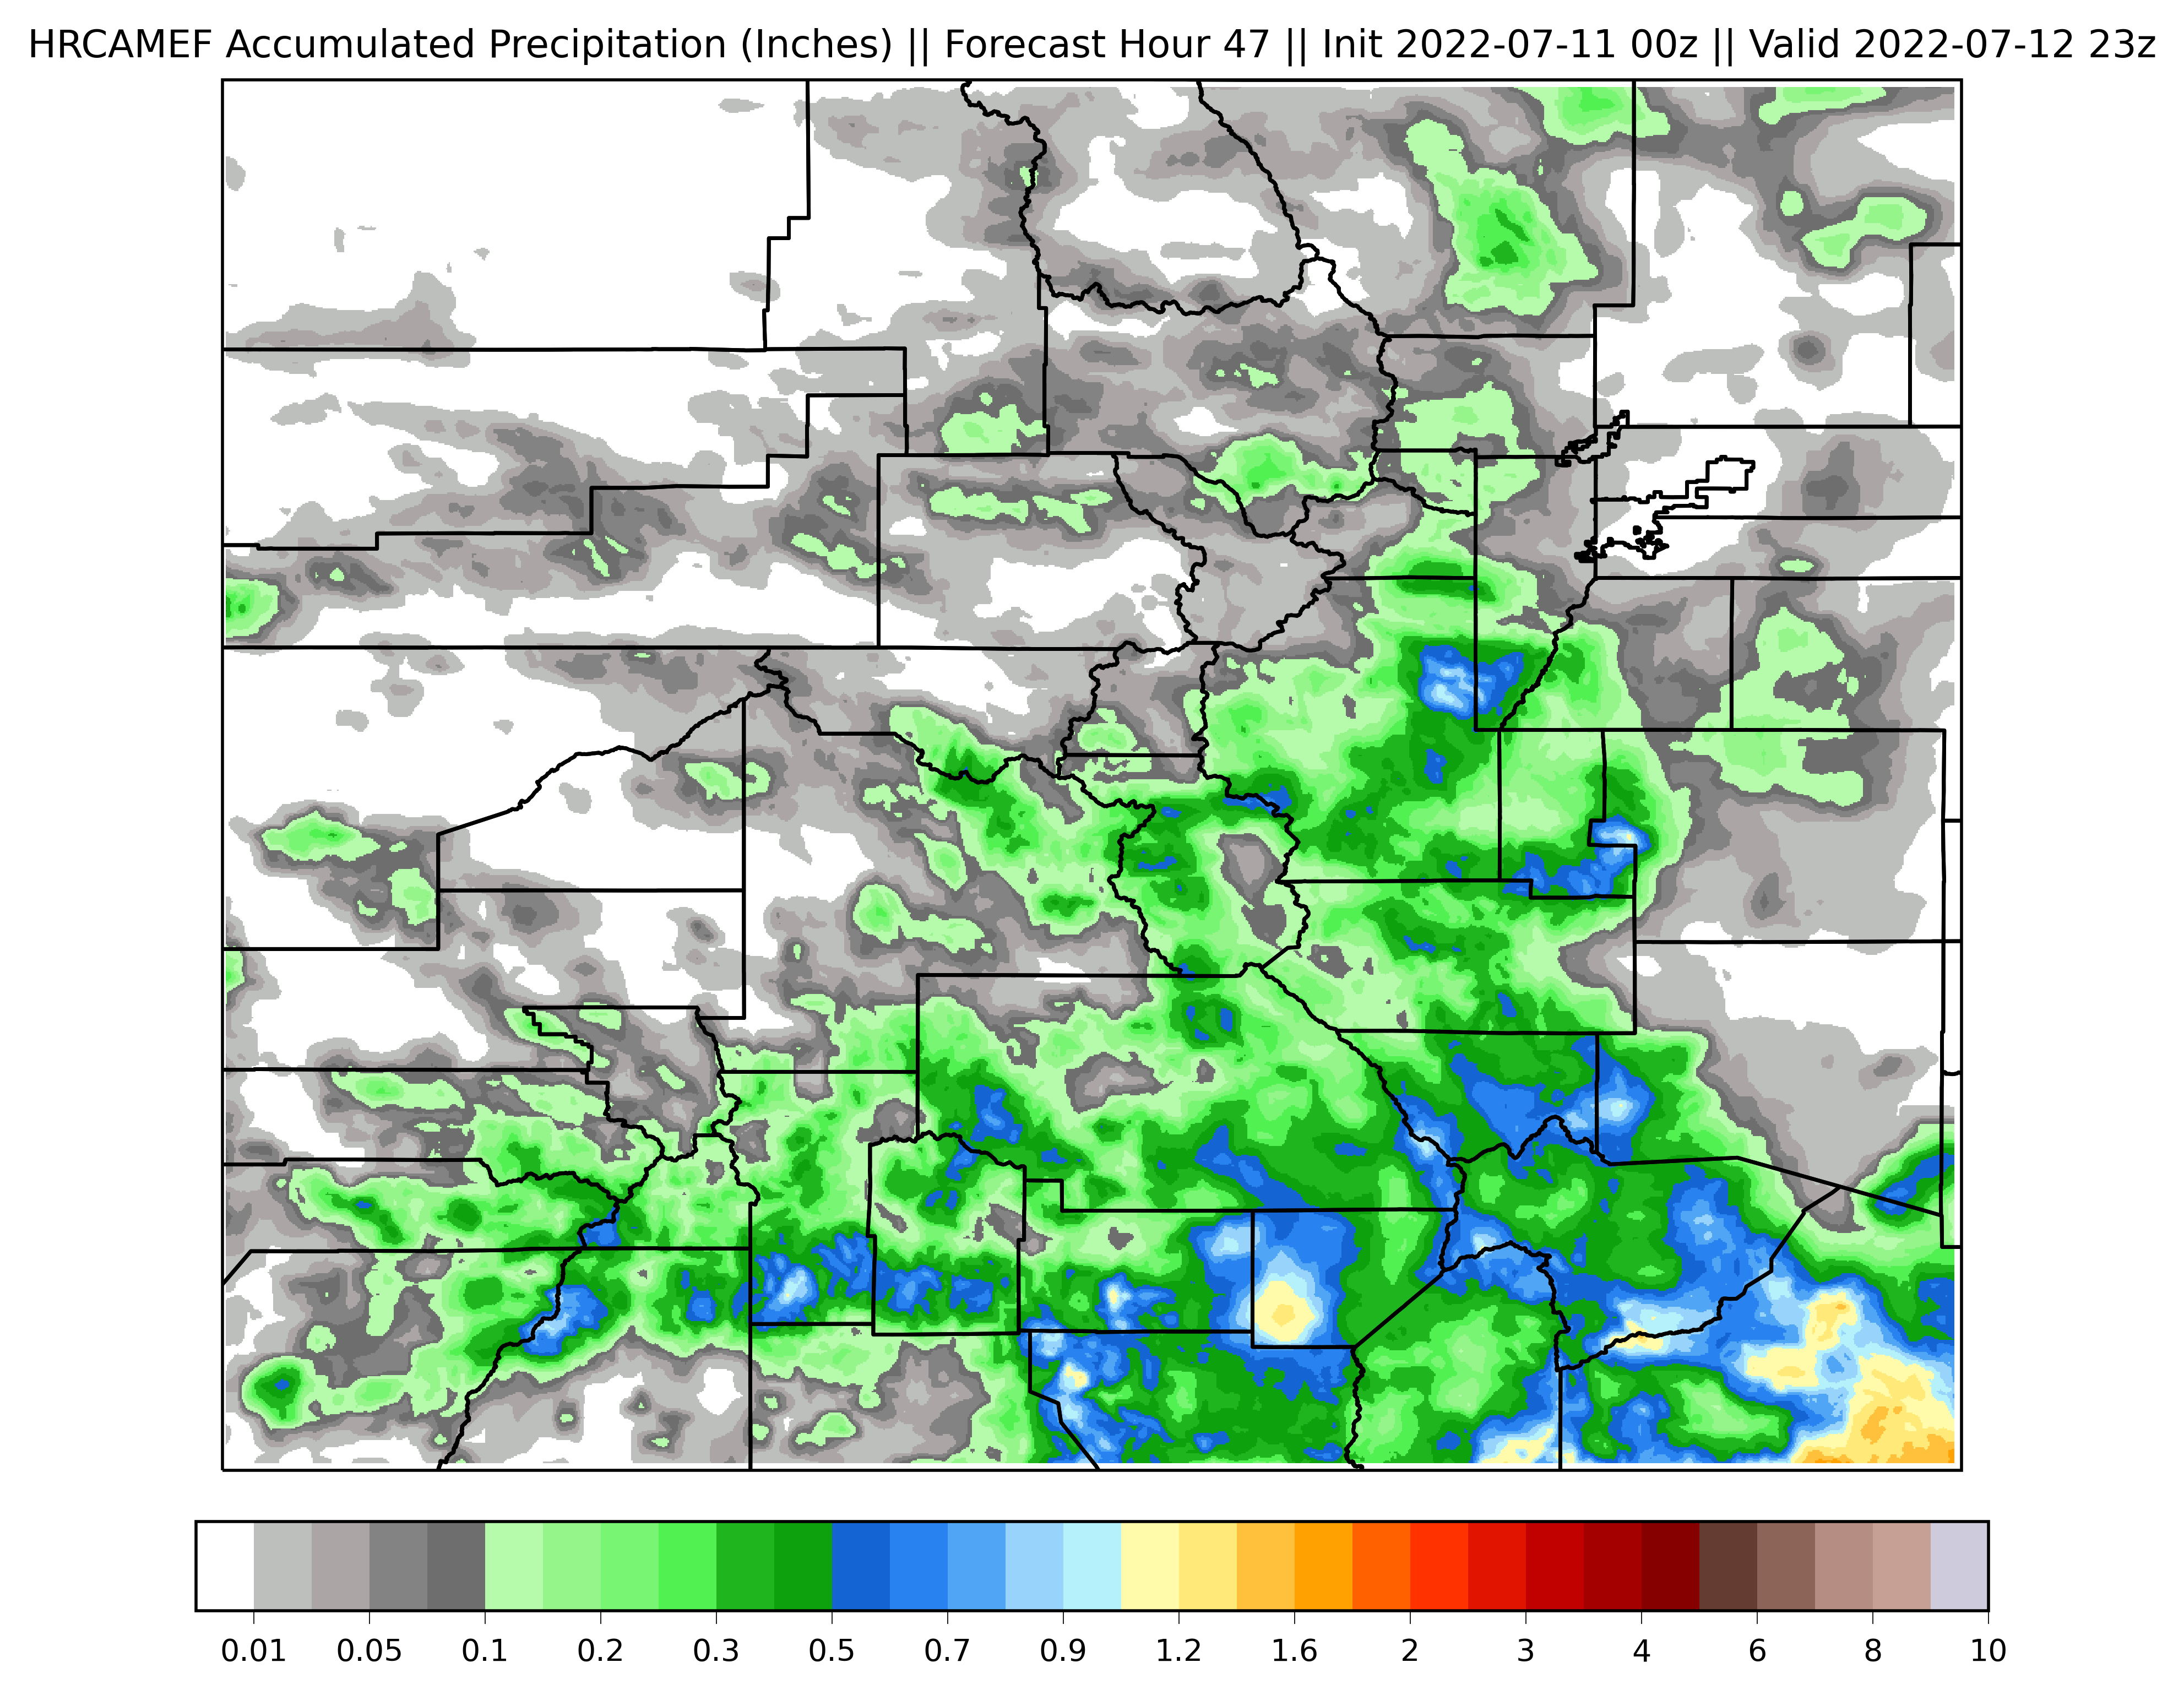 HRCAMEF Accumulated Precipitation (Inches) || Forecast Hour 47 || Init 2022-07-11 00z || Valid 2022-07-12 23z
0.01 0.05 0.1 0.2 0.3 0.5 0.7 0.9 1.2 1.6 2 3 4 6 8 10